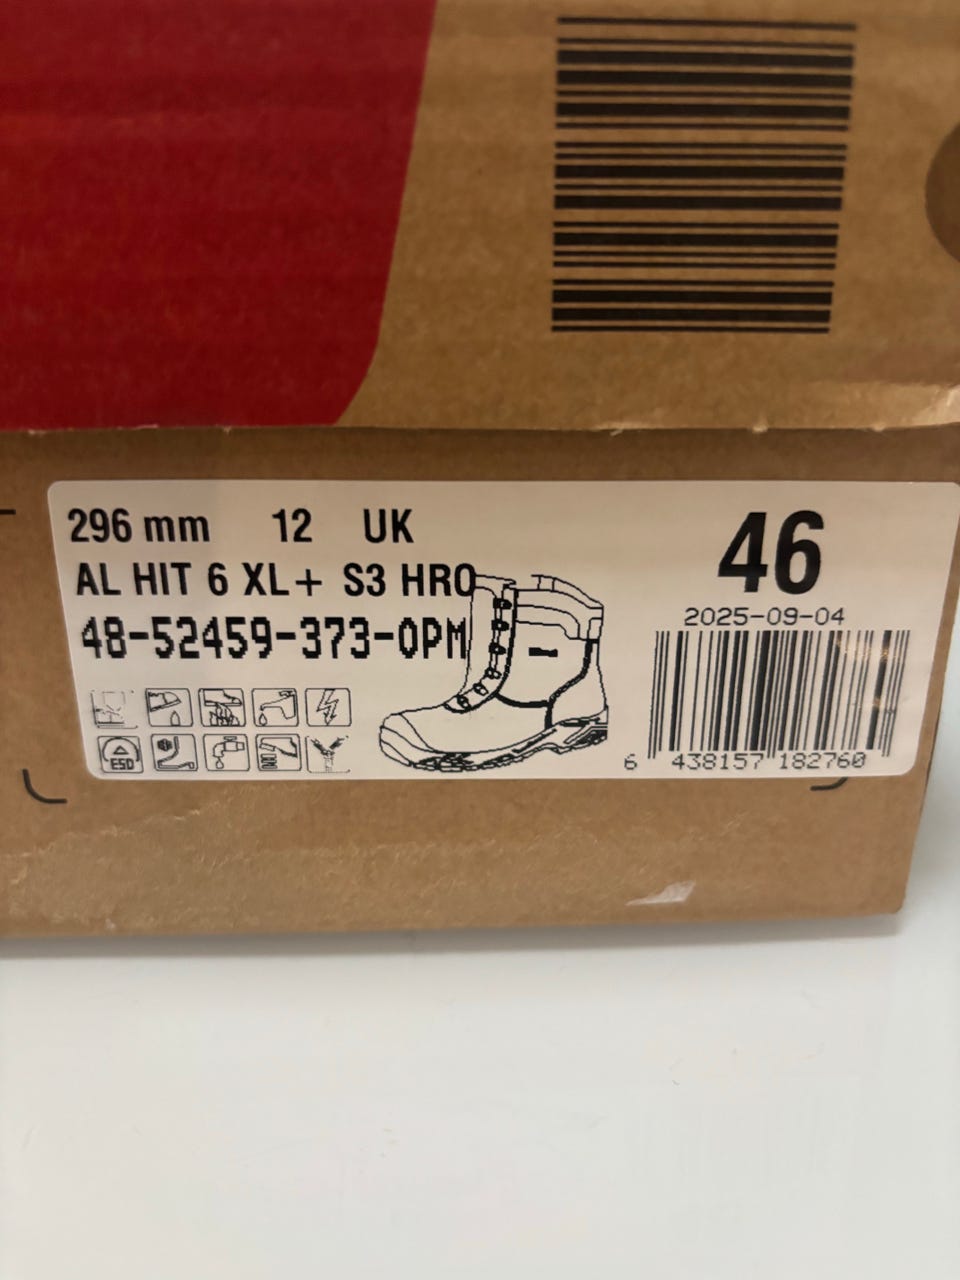 296 mm 12 UK
AL HIT 6 XL+ S3 HRO
48-52459-373-0PM
46
2025-09-04
ESD
6 438157 182760